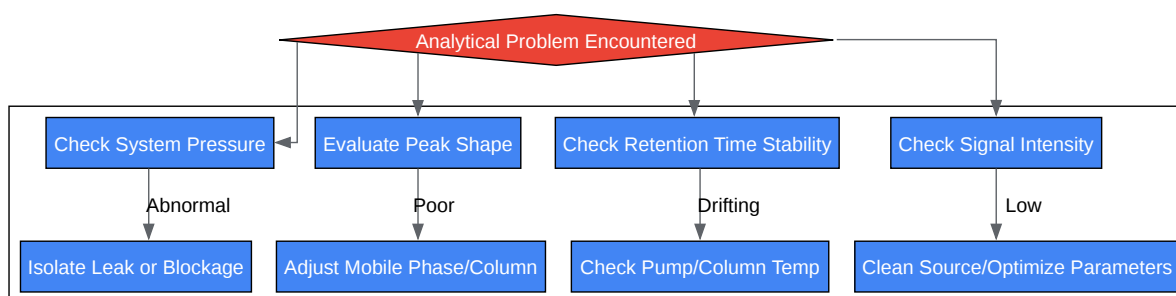 Analytical Problem Encountered
Check System Pressure
Evaluate Peak Shape
Check Retention Time Stability
Check Signal Intensity
Abnormal
Poor
Drifting
Low
Isolate Leak or Blockage
Adjust Mobile Phase/Column
Check Pump/Column Temp
Clean Source/Optimize Parameters